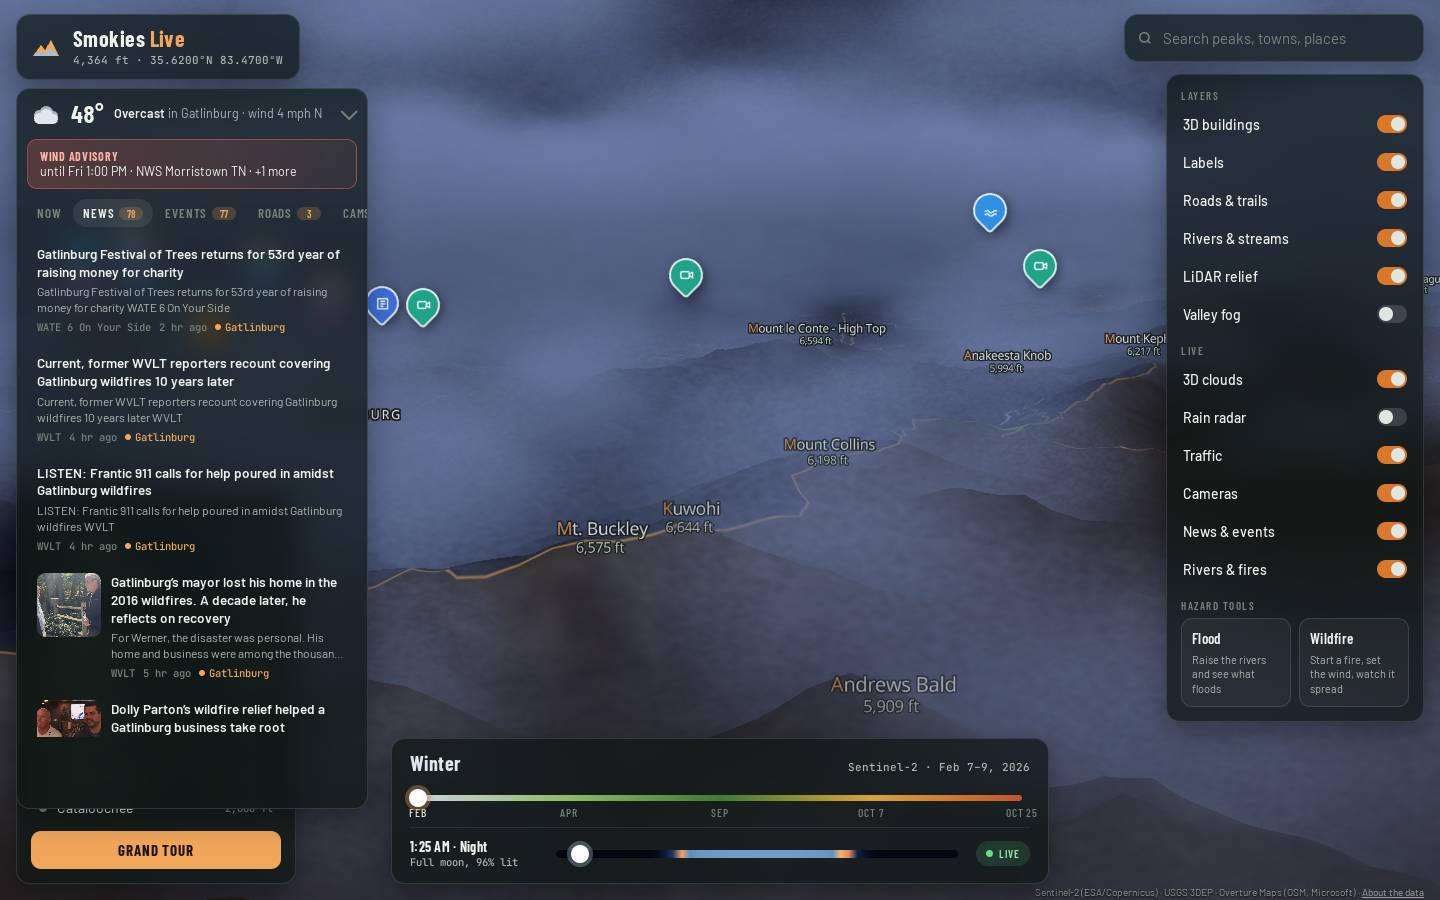 Smokies Live
4,364 ft · 35.6200°N 83.4700°W
Search peaks, towns, places
48° Overcast in Gatlinburg · wind 4 mph N
WIND ADVISORY
until Fri 1:00 PM · NWS Morristown TN · +1 more
NOW NEWS 78 EVENTS 77 ROADS 3 CAMS
Gatlinburg Festival of Trees returns for 53rd year of
raising money for charity
Gatlinburg Festival of Trees returns for 53rd year of raising
money for charity WATE 6 On Your Side
WATE 6 On Your Side 2 hr ago Gatlinburg
Current, former WVLT reporters recount covering
Gatlinburg wildfires 10 years later
Current, former WVLT reporters recount covering Gatlinburg
wildfires 10 years later WVLT
WVLT 4 hr ago Gatlinburg
LISTEN: Frantic 911 calls for help poured in amidst
Gatlinburg wildfires
LISTEN: Frantic 911 calls for help poured in amidst Gatlinburg
wildfires WVLT
WVLT 4 hr ago Gatlinburg
Gatlinburg's mayor lost his home in the
2016 wildfires. A decade later, he
reflects on recovery
For Werner, the disaster was personal. His
home and business were among the thousan...
WVLT 5 hr ago Gatlinburg
Dolly Parton's wildfire relief helped a
Gatlinburg business take root
Cataloochee
GRAND TOUR
URG
Mount le Conte - High Top
6,594 ft
Anakeesta Knob
5,994 ft
Mount Keph
6,217 ft
Mount Collins
6,198 ft
Kuwohi
6,644 ft
Mt. Buckley
6,575 ft
Andrews Bald
5,909 ft
LAYERS
3D buildings
Labels
Roads & trails
Rivers & streams
LiDAR relief
Valley fog
LIVE
3D clouds
Rain radar
Traffic
Cameras
News & events
Rivers & fires
HAZARD TOOLS
Flood
Raise the rivers
and see what
floods
Wildfire
Start a fire, set
the wind, watch it
spread
Winter
Sentinel-2 · Feb 7–9, 2026
FEB APR SEP OCT 7 OCT 25
1:25 AM · Night
Full moon, 96% lit
LIVE
Sentinel-2 (ESA/Copernicus) · USGS 3DEP · Overture Maps (OSM, Microsoft) · About the data